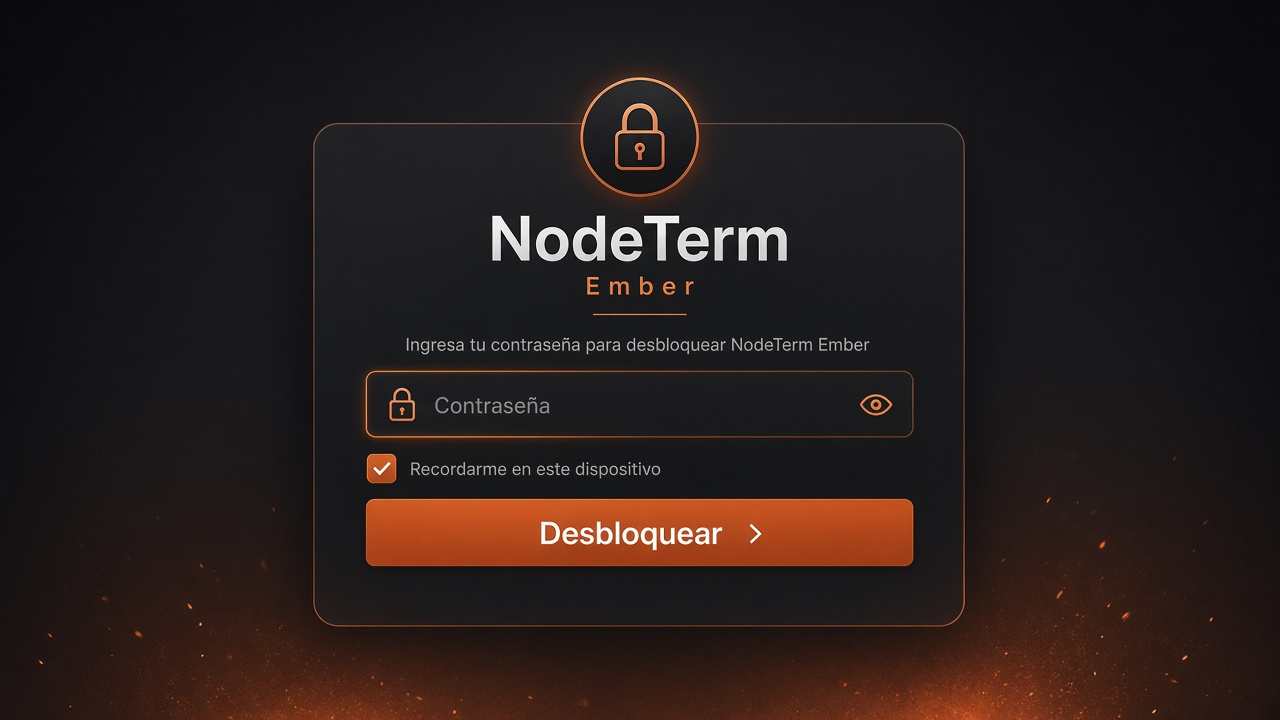 NodeTerm
Ember
Ingresa tu contraseña para desbloquear NodeTerm Ember
Contraseña
Recordarme en este dispositivo
Desbloquear